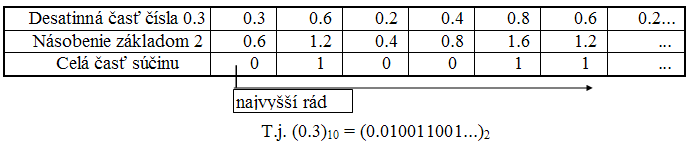 Desatinná časť čísla 0.3 0.3 0.6 0.2 0.4 0.8 0.6 0.2...
Násobenie základom 2 0.6 1.2 0.4 0.8 1.6 1.2 ...
Celá časť súčinu 0 1 0 0 1 1 ...
najvyšší rád
T.j. (0.3)₁₀ = (0.010011001...)₂